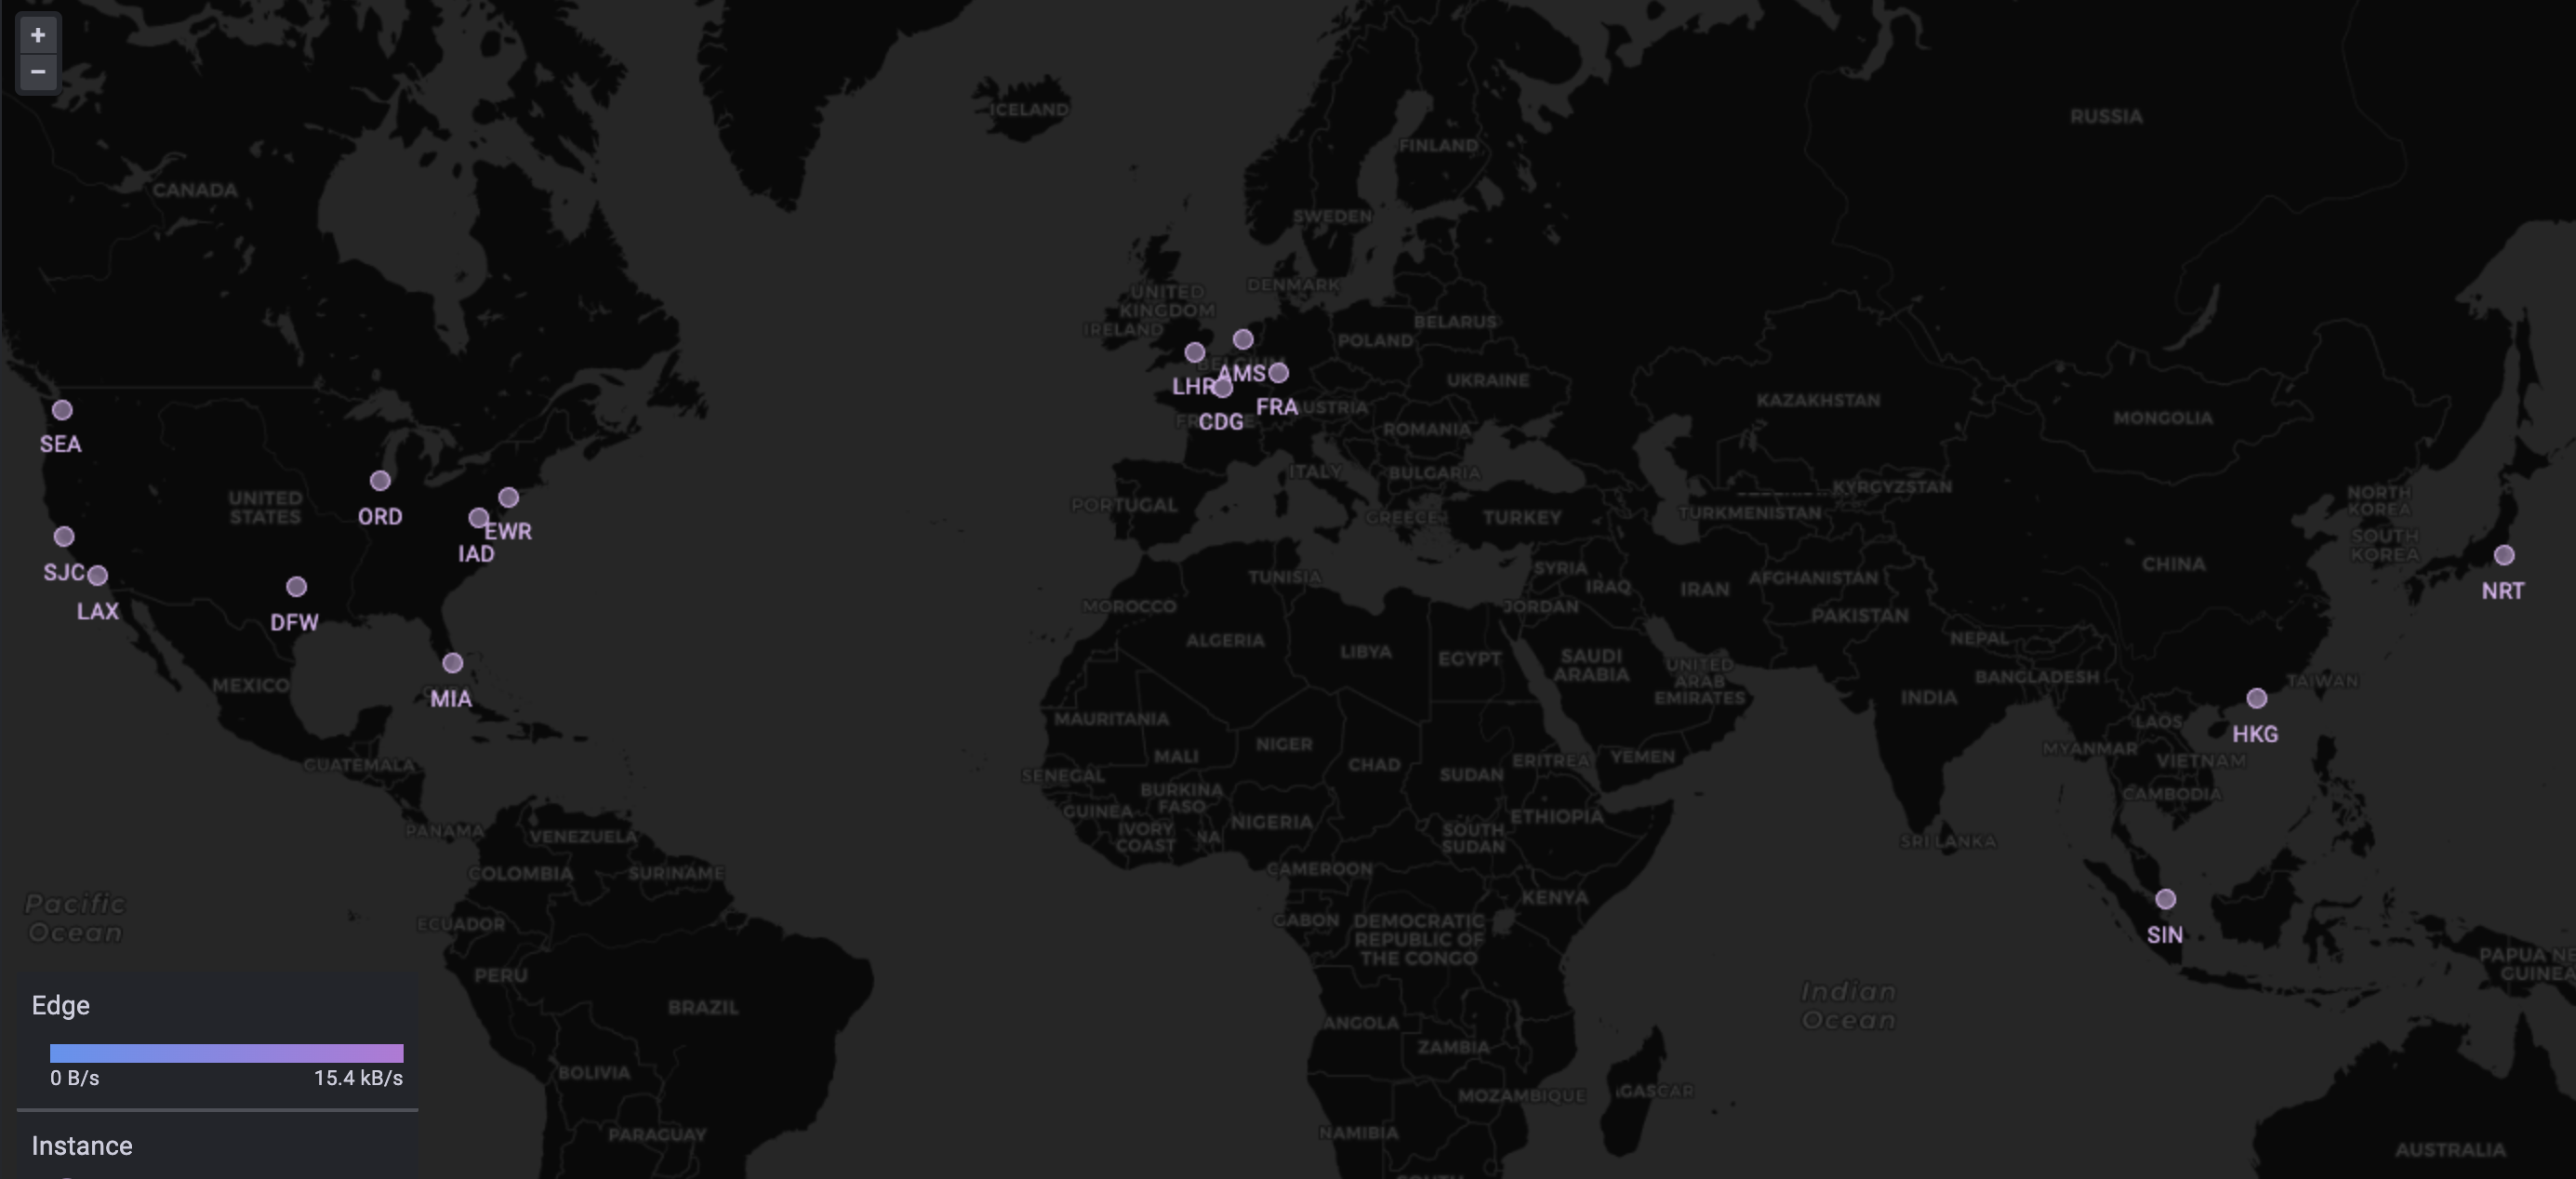 +
−
ICELAND
RUSSIA
FINLAND
CANADA
SWEDEN
DENMARK
UNITED
KINGDOM
IRELAND
BELARUS
POLAND
BELGIUM
AMS
LHR
UKRAINE
KAZAKHSTAN
FRA
CDG
MONGOLIA
ROMANIA
SEA
ITALY
BULGARIA
KYRGYZSTAN
UNITED
STATES
ORD
EWR
IAD
PORTUGAL
GREECE
TURKEY
TURKMENISTAN
NORTH
KOREA
SOUTH
KOREA
CHINA
SJC
LAX
DFW
TUNISIA
SYRIA
IRAQ
IRAN
AFGHANISTAN
NRT
MOROCCO
JORDAN
PAKISTAN
ALGERIA
LIBYA
EGYPT
NEPAL
SAUDI
ARABIA
UNITED
ARAB
EMIRATES
BANGLADESH
TAIWAN
MEXICO
MIA
INDIA
MAURITANIA
LAOS
HKG
NIGER
MALI
CHAD
SUDAN
ERITREA
YEMEN
MYANMAR
VIETNAM
GUATEMALA
SENEGAL
BURKINA
FASO
CAMBODIA
GUINEA
NIGERIA
ETHIOPIA
PANAMA
VENEZUELA
IVORY
COAST
NA
SOUTH
SUDAN
SRI LANKA
COLOMBIA
SURINAME
CAMEROON
KENYA
Pacific
Ocean
ECUADOR
GABON
DEMOCRATIC
REPUBLIC OF
THE CONGO
SIN
PAPUA NE
GUINEA
PERU
BRAZIL
Indian
Ocean
ANGOLA
ZAMBIA
BOLIVIA
MOZAMBIQUE
GASCAR
PARAGUAY
NAMIBIA
AUSTRALIA
Edge
0 B/s 15.4 kB/s
Instance